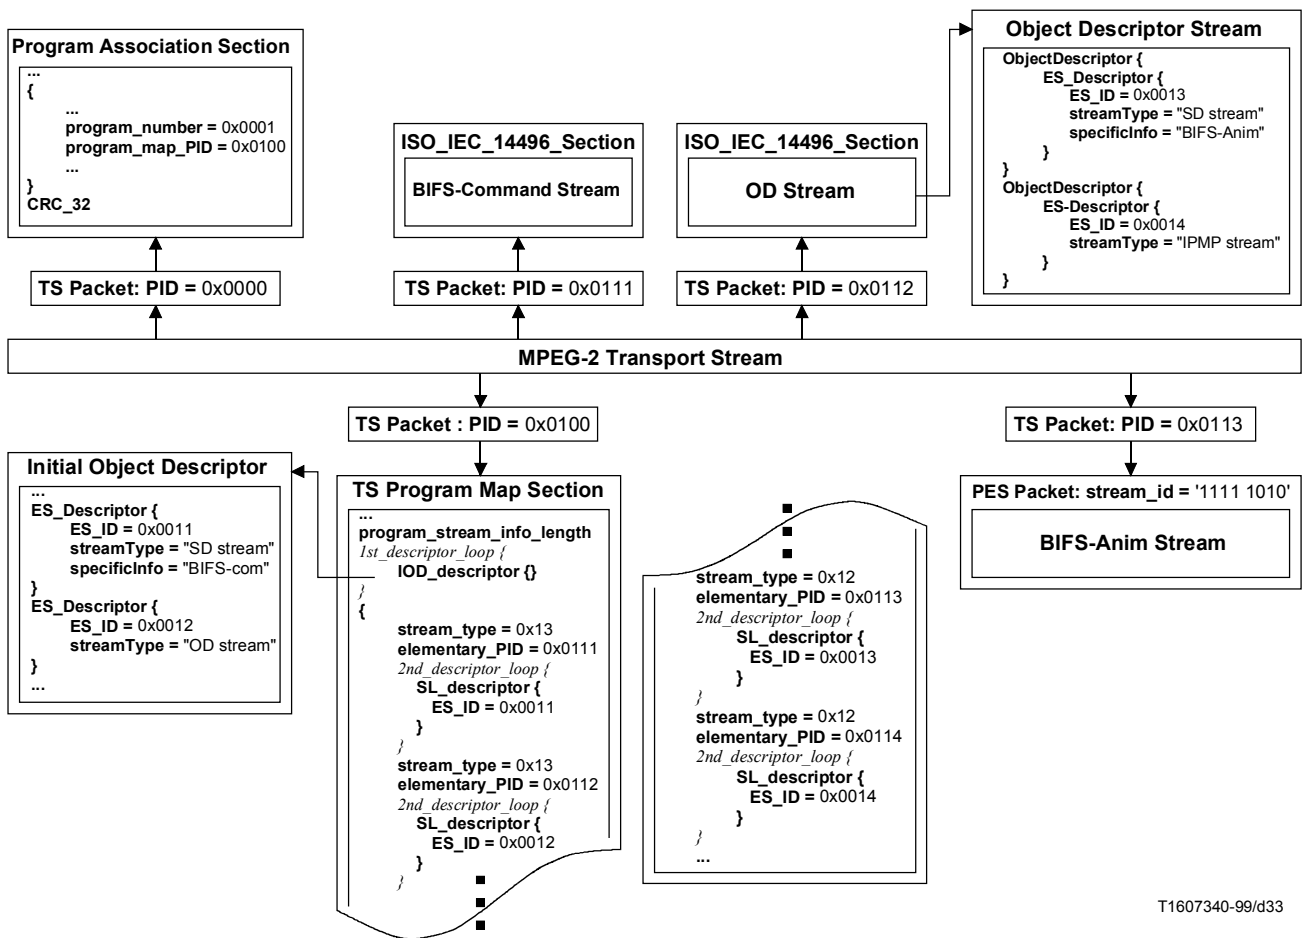 Program Association Section
...
{
...
program_number = 0x0001
program_map_PID = 0x0100
...
}
CRC_32
TS Packet: PID = 0x0000
ISO_IEC_14496_Section
BIFS-Command Stream
TS Packet: PID = 0x0111
ISO_IEC_14496_Section
OD Stream
TS Packet: PID = 0x0112
Object Descriptor Stream
ObjectDescriptor {
ES_Descriptor {
ES_ID = 0x0013
streamType = "SD stream"
specificInfo = "BIFS-Anim"
}
}
ObjectDescriptor {
ES-Descriptor {
ES_ID = 0x0014
streamType = "IPMP stream"
}
}
MPEG-2 Transport Stream
TS Packet : PID = 0x0100
TS Packet: PID = 0x0113
Initial Object Descriptor
...
ES_Descriptor {
ES_ID = 0x0011
streamType = "SD stream"
specificInfo = "BIFS-com"
}
ES_Descriptor {
ES_ID = 0x0012
streamType = "OD stream"
}
...
TS Program Map Section
...
program_stream_info_length
1st_descriptor_loop {
IOD_descriptor {}
}
{
stream_type = 0x13
elementary_PID = 0x0111
2nd_descriptor_loop {
SL_descriptor {
ES_ID = 0x0011
}
}
stream_type = 0x13
elementary_PID = 0x0112
2nd_descriptor_loop {
SL_descriptor {
ES_ID = 0x0012
}
}
stream_type = 0x12
elementary_PID = 0x0113
2nd_descriptor_loop {
SL_descriptor {
ES_ID = 0x0013
}
}
stream_type = 0x12
elementary_PID = 0x0114
2nd_descriptor_loop {
SL_descriptor {
ES_ID = 0x0014
}
}
...
PES Packet: stream_id = '1111 1010'
BIFS-Anim Stream
T1607340-99/d33